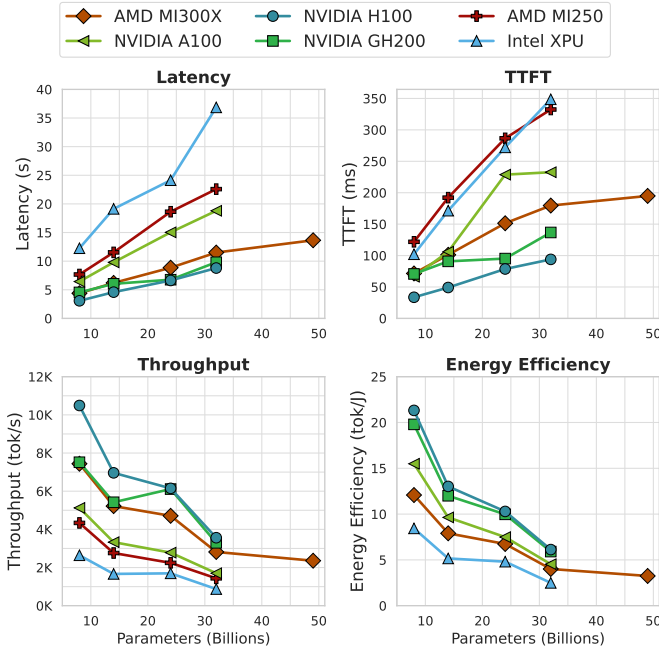 AMD MI300X NVIDIA H100 AMD MI250
NVIDIA A100 NVIDIA GH200 Intel XPU
Latency
40
35
30
25
20
15
10
5
0
Latency (s)
10 20 30 40 50
TTFT
350
300
250
200
150
100
50
0
TTFT (ms)
10 20 30 40 50
Throughput
12K
10K
8K
6K
4K
2K
0K
Throughput (tok/s)
10 20 30 40 50
Parameters (Billions)
Energy Efficiency
25
20
15
10
5
0
Energy Efficiency (tok/J)
10 20 30 40 50
Parameters (Billions)